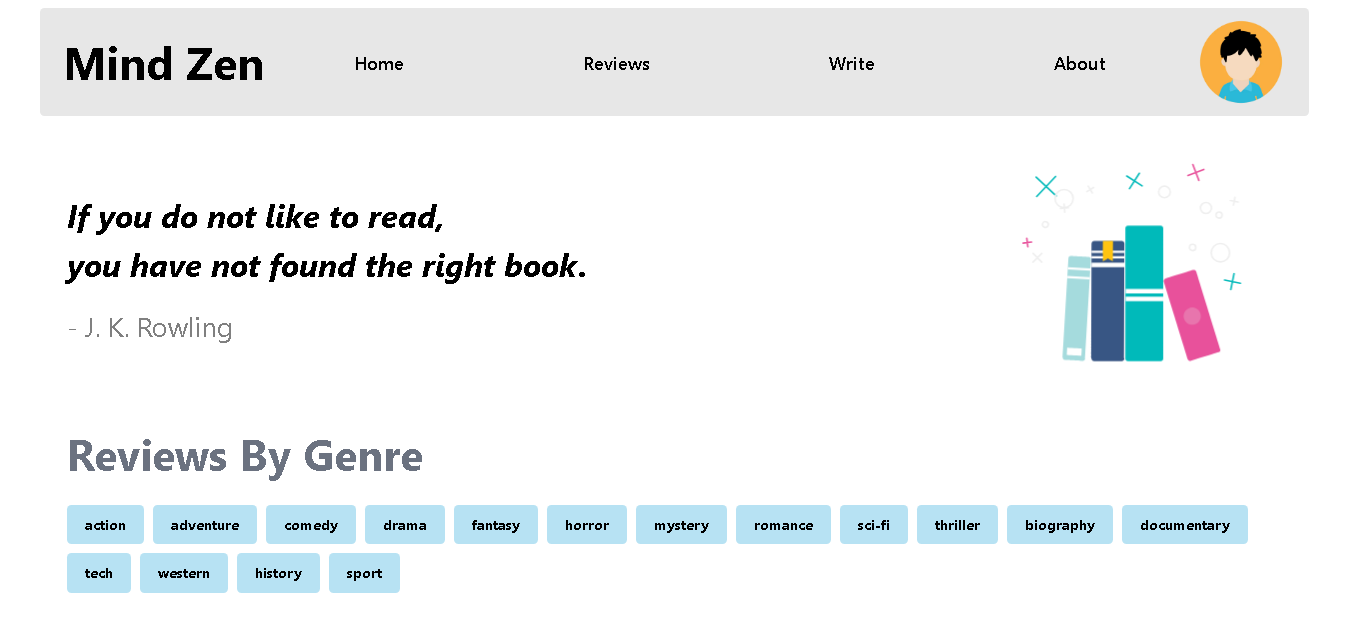 Mind Zen Home Reviews Write About
If you do not like to read,
you have not found the right book.
- J. K. Rowling
Reviews By Genre
action adventure comedy drama fantasy horror mystery romance sci-fi thriller biography documentary
tech western history sport